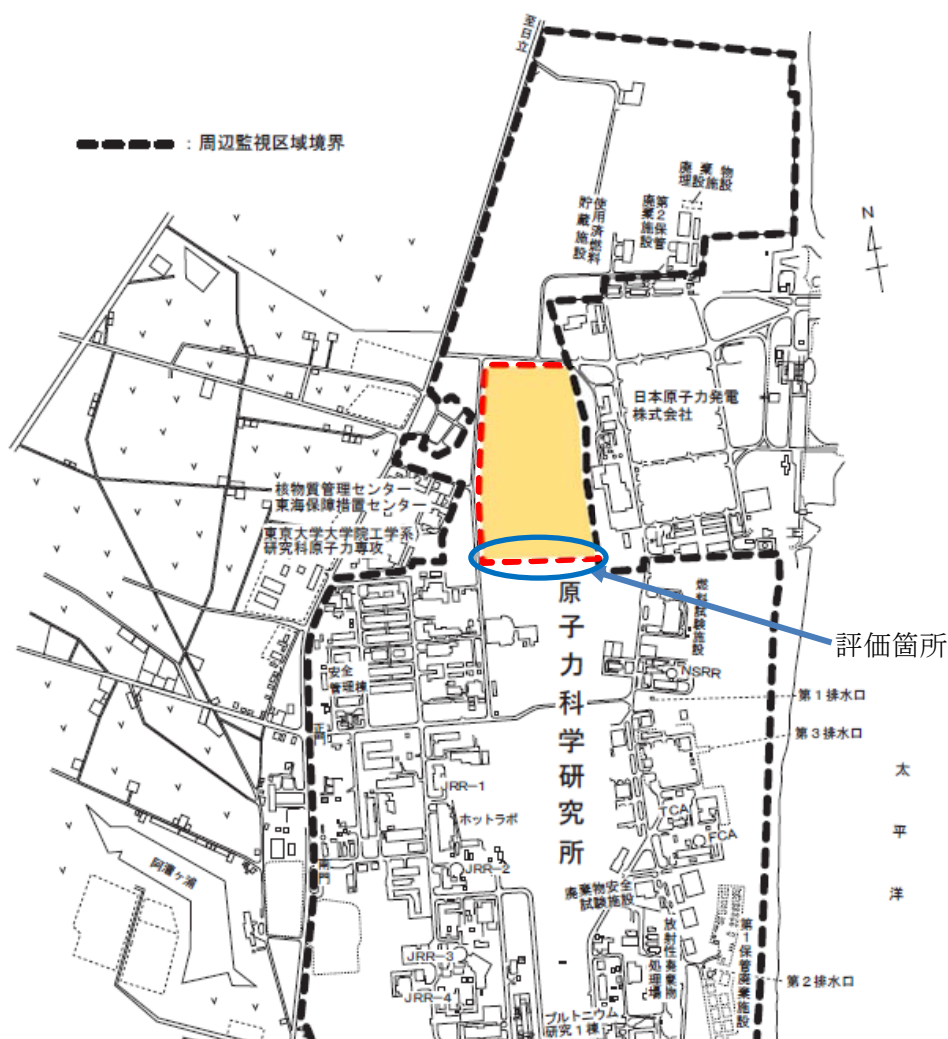 至日立
：周辺監視区域境界
廃棄物
埋設施設
第2保管
廃棄施設
使用済燃料
貯蔵施設
N
日本原子力発電
株式会社
核物質管理センター
東海保障措置センター
東京大学大学院工学系
研究科原子力専攻
原子力科学研究所
燃料試験施設
評価箇所
安全
管理棟
NSRR
第1排水口
正門
第3排水口
JRR-1
太平洋
ホットラボ
TCA
FCA
阿漕ヶ浦
南門
JRR-2
廃棄物安全
試験施設
放射性廃棄物
処理場
第1保管廃棄施設
JRR-3
第2排水口
JRR-4
プルトニウム
研究1棟